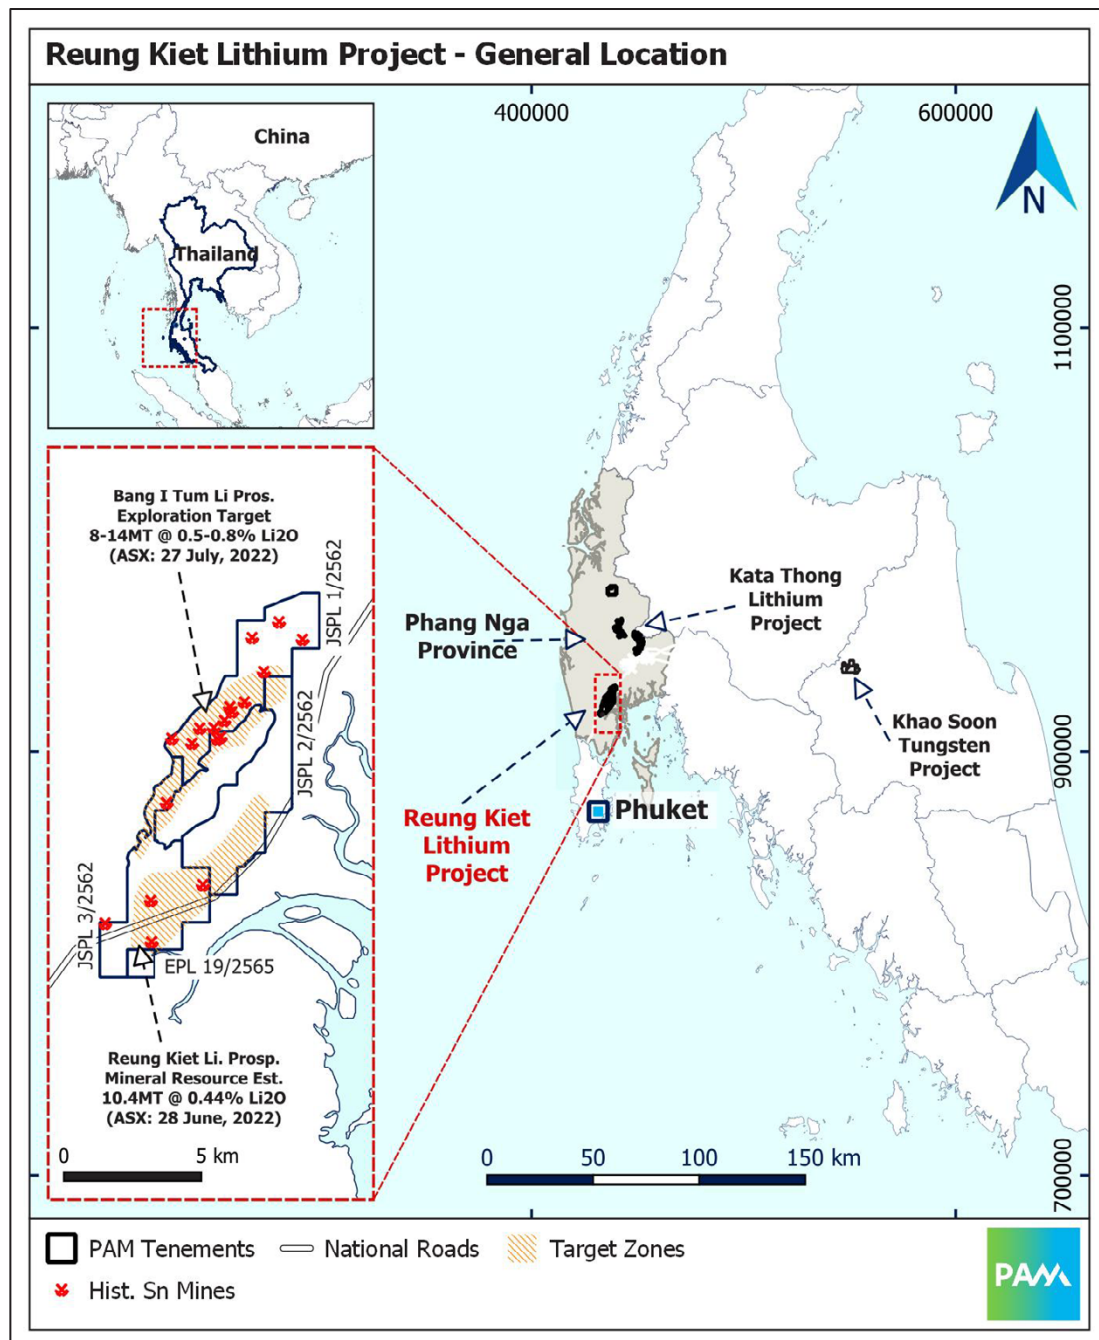 Reung Kiet Lithium Project - General Location
400000
600000
China
Thailand
N
1100000
Bang I Tum Li Pros.
Exploration Target
8-14MT @ 0.5-0.8% Li2O
(ASX: 27 July, 2022)
JSPL 1/2562
JSPL 2/2562
JSPL 3/2562
EPL 19/2565
Reung Kiet Li. Prosp.
Mineral Resource Est.
10.4MT @ 0.44% Li2O
(ASX: 28 June, 2022)
0
5 km
Phang Nga
Province
Kata Thong
Lithium
Project
Khao Soon
Tungsten
Project
900000
Reung Kiet
Lithium
Project
Phuket
0
50
100
150 km
700000
PAM Tenements
National Roads
Target Zones
Hist. Sn Mines
PAM